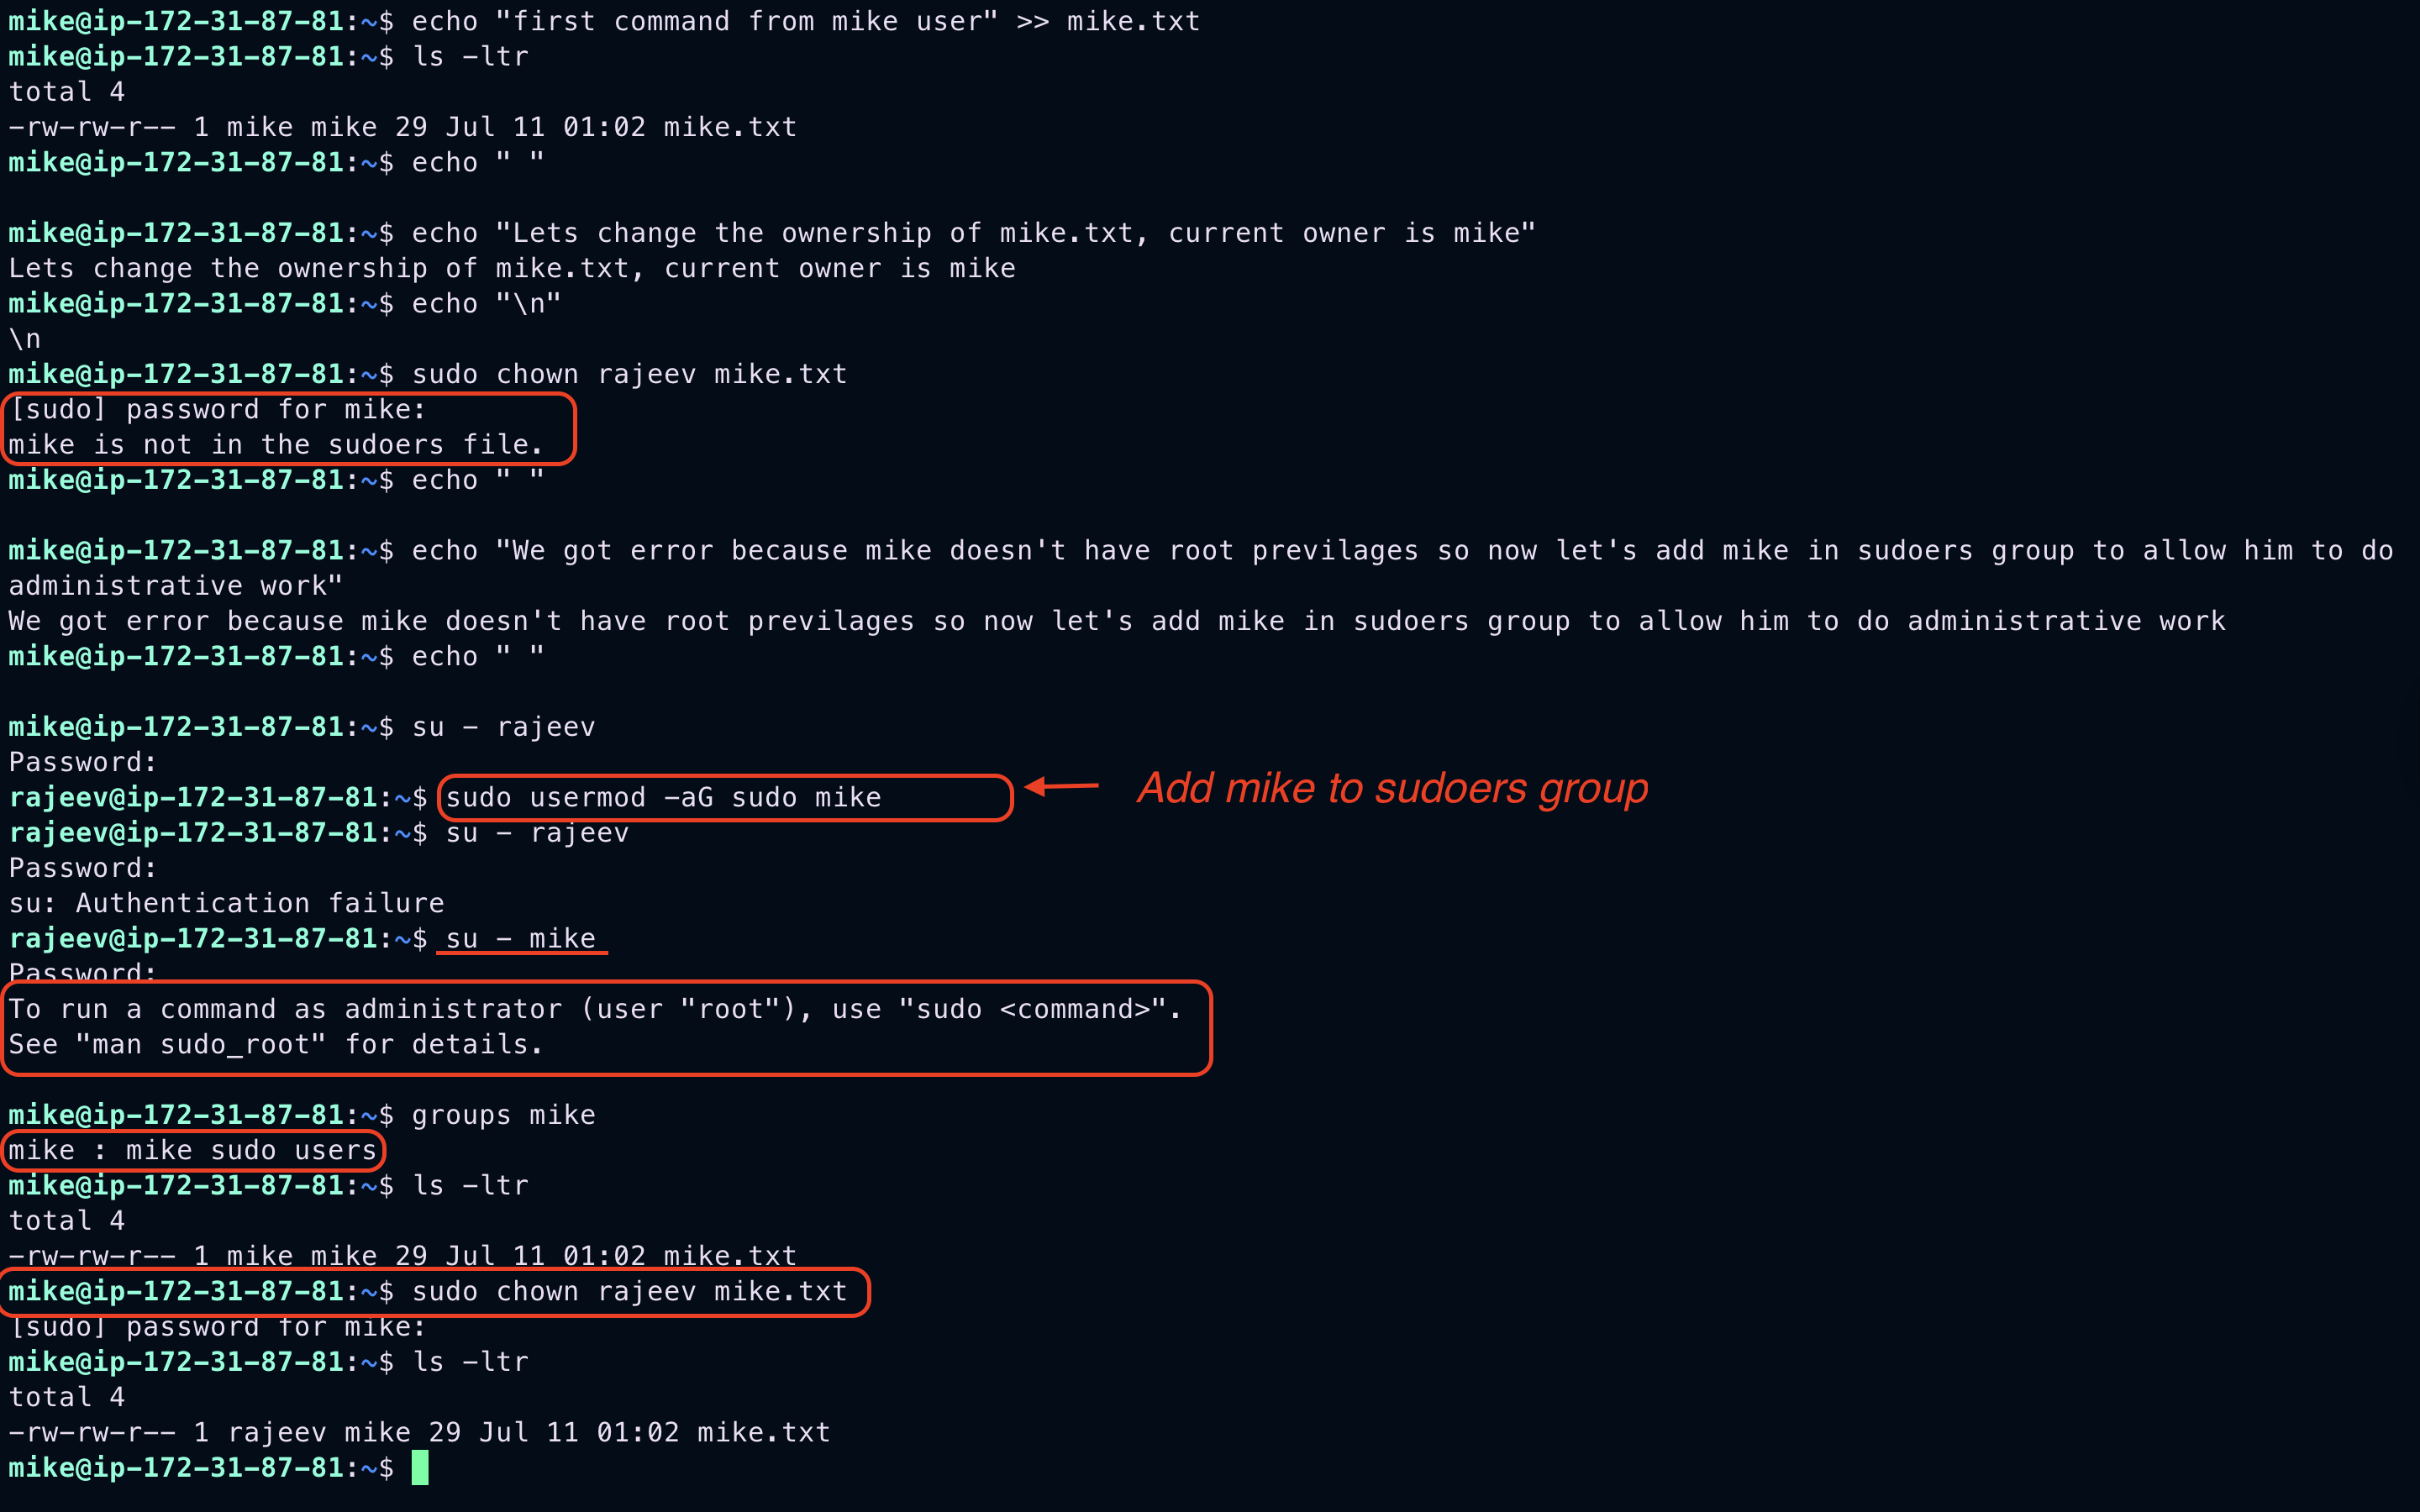 mike@ip-172-31-87-81:~$ echo "first command from mike user" >> mike.txt
mike@ip-172-31-87-81:~$ ls -ltr
total 4
-rw-rw-r-- 1 mike mike 29 Jul 11 01:02 mike.txt
mike@ip-172-31-87-81:~$ echo " "
mike@ip-172-31-87-81:~$ echo "Lets change the ownership of mike.txt, current owner is mike"
Lets change the ownership of mike.txt, current owner is mike
mike@ip-172-31-87-81:~$ echo "\n"
\n
mike@ip-172-31-87-81:~$ sudo chown rajeev mike.txt
[sudo] password for mike:
mike is not in the sudoers file.
mike@ip-172-31-87-81:~$ echo " "
mike@ip-172-31-87-81:~$ echo "We got error because mike doesn't have root previlages so now let's add mike in sudoers group to allow him to do
administrative work"
We got error because mike doesn't have root previlages so now let's add mike in sudoers group to allow him to do administrative work
mike@ip-172-31-87-81:~$ echo " "
mike@ip-172-31-87-81:~$ su - rajeev
Password:
rajeev@ip-172-31-87-81:~$ sudo usermod -aG sudo mike
Add mike to sudoers group
rajeev@ip-172-31-87-81:~$ su - rajeev
Password:
su: Authentication failure
rajeev@ip-172-31-87-81:~$ su - mike
Password:
To run a command as administrator (user "root"), use "sudo <command>".
See "man sudo_root" for details.
mike@ip-172-31-87-81:~$ groups mike
mike : mike sudo users
mike@ip-172-31-87-81:~$ ls -ltr
total 4
-rw-rw-r-- 1 mike mike 29 Jul 11 01:02 mike.txt
mike@ip-172-31-87-81:~$ sudo chown rajeev mike.txt
[sudo] password for mike:
mike@ip-172-31-87-81:~$ ls -ltr
total 4
-rw-rw-r-- 1 rajeev mike 29 Jul 11 01:02 mike.txt
mike@ip-172-31-87-81:~$